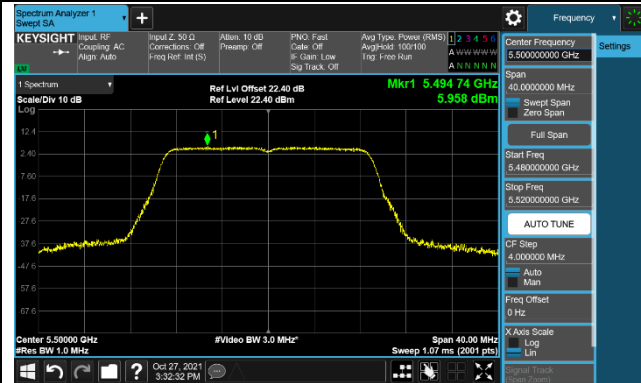 Spectrum Analyzer 1
Swept SA
Frequency
KEYSIGHT
Input: RF
Coupling: AC
Align: Auto
Input Z: 50 Ω
Corrections: Off
Freq Ref: Int (S)
Atten: 10 dB
Preamp: Off
PNO: Fast
Gate: Off
IF Gain: Low
Sig Track: Off
Avg Type: Power (RMS)
Avg|Hold: 100/100
Trig: Free Run
1 2 3 4 5 6
A W W W W W
A N N N N N
LXI
1 Spectrum
Scale/Div 10 dB
Ref Lvl Offset 22.40 dB
Ref Level 22.40 dBm
Mkr1 5.494 74 GHz
5.958 dBm
Log
12.4
2.40
-7.60
-17.6
-27.6
-37.6
-47.6
-57.6
-67.6
1
Center 5.50000 GHz
#Res BW 1.0 MHz
#Video BW 3.0 MHz*
Span 40.00 MHz
Sweep 1.07 ms (2001 pts)
Center Frequency
5.500000000 GHz
Settings
Span
40.0000000 MHz
Swept Span
Zero Span
Full Span
Start Freq
5.480000000 GHz
Stop Freq
5.520000000 GHz
AUTO TUNE
CF Step
4.000000 MHz
Auto
Man
Freq Offset
0 Hz
X Axis Scale
Log
Lin
Signal Track
(Span Zoom)
?
Oct 27, 2021
3:32:32 PM